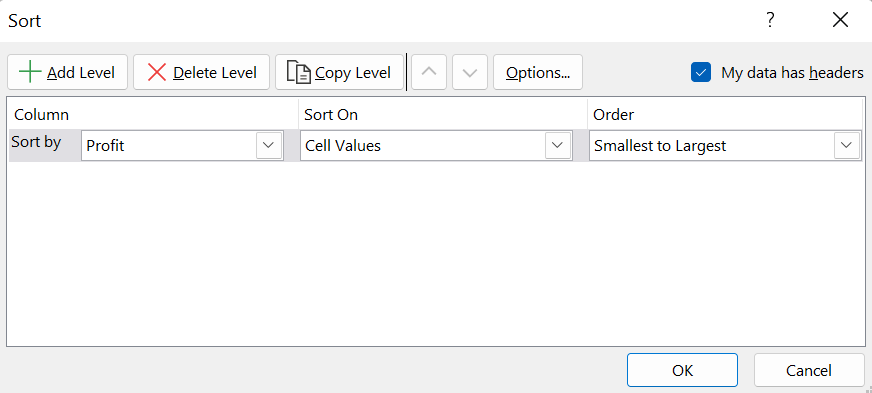 Sort ?
Add Level Delete Level Copy Level Options... My data has headers
Column Sort On Order
Sort by Profit Cell Values Smallest to Largest
OK Cancel